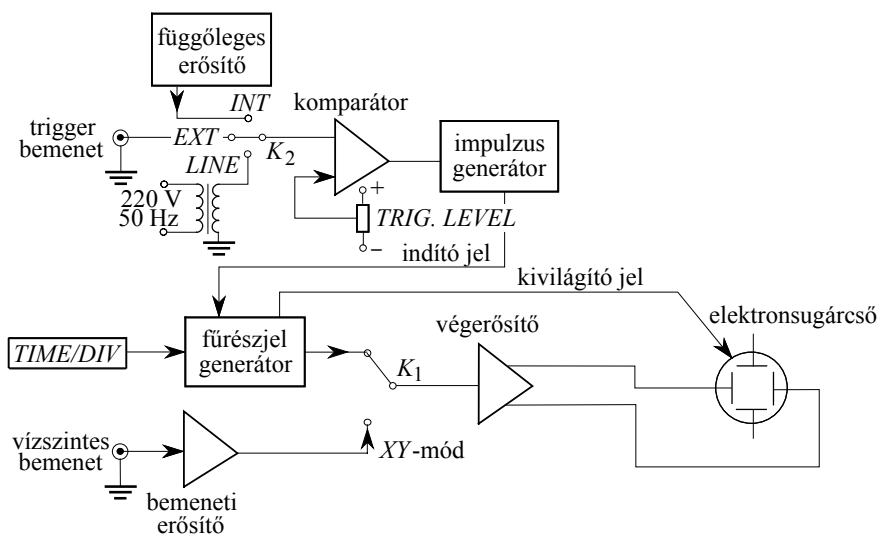 függőleges
erősítő
INT
komparátor
trigger
bemenet
EXT
K2
LINE
impulzus
generátor
220 V
50 Hz
+
TRIG. LEVEL
−
indító jel
kivilágító jel
elektronsugárcső
végerősítő
TIME/DIV
fűrészjel
generátor
K1
vízszintes
bemenet
XY-mód
bemeneti
erősítő